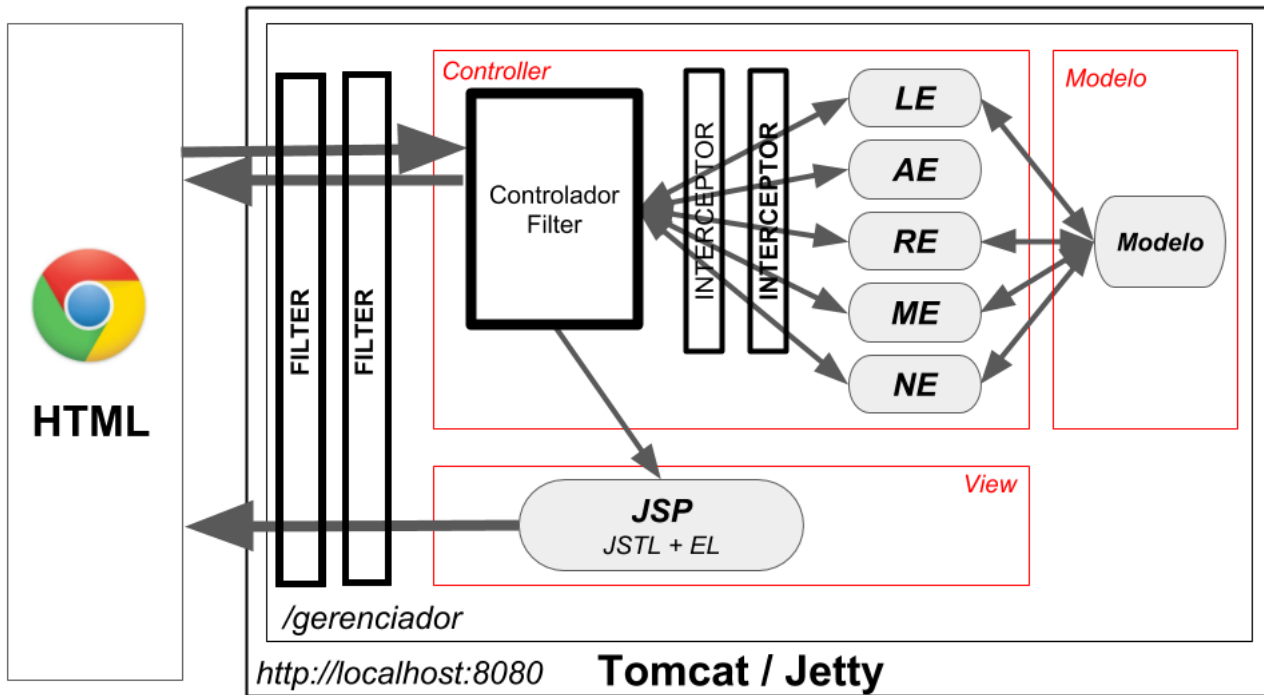 HTML
FILTER
FILTER
Controller
Controlador
Filter
INTERCEPTOR
INTERCEPTOR
LE
AE
RE
ME
NE
Modelo
Modelo
View
JSP
JSTL + EL
/gerenciador
http://localhost:8080
Tomcat / Jetty